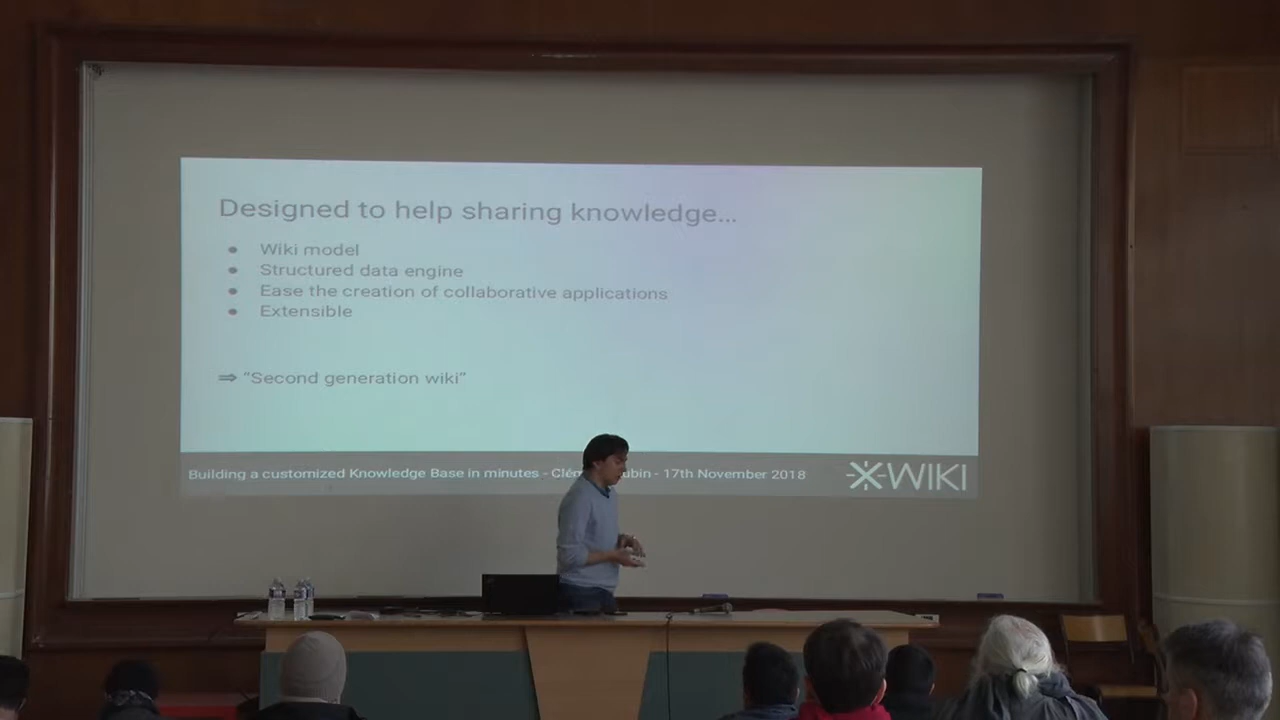 Designed to help sharing knowledge...
● Wiki model
● Structured data engine
● Ease the creation of collaborative applications
● Extensible
⇒ “Second generation wiki”
Building a customized Knowledge Base in minutes - - 17th November 2018
XWIKI